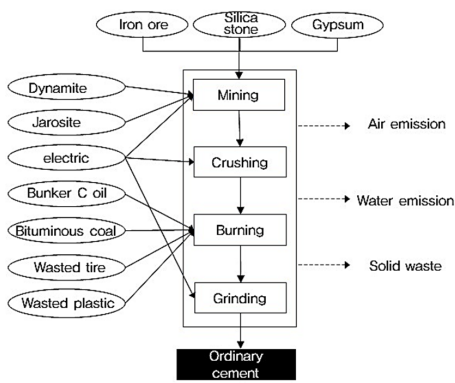 Iron ore
Silica
stone
Gypsum
Dynamite
Mining
Jarosite
Air emission
electric
Crushing
Bunker C oil
Water emission
Bituminous coal
Burning
Wasted tire
Solid waste
Wasted plastic
Grinding
Ordinary
cement